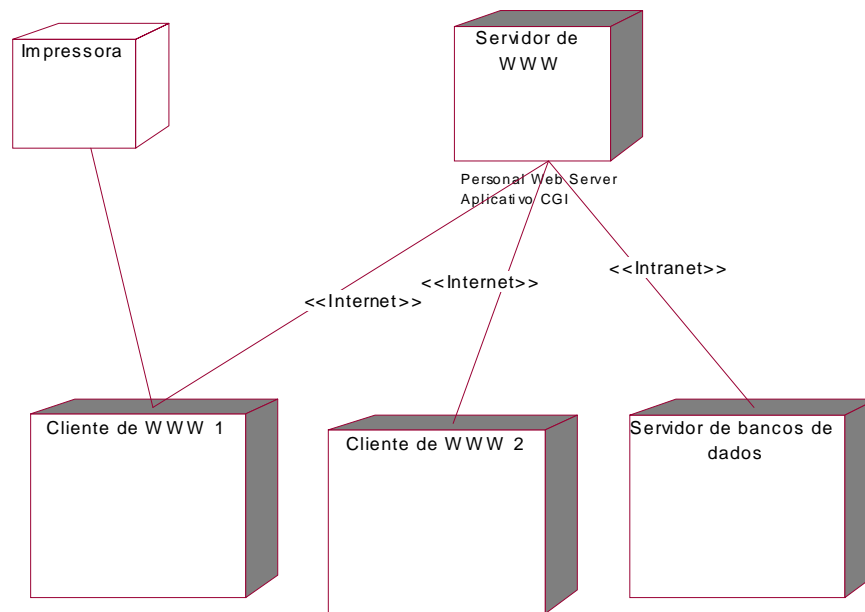 Impressora
Servidor de
WWW
Personal Web Server
Aplicativo CGI
<<Internet>>
<<Internet>>
<<Intranet>>
Cliente de WWW 1
Cliente de WWW 2
Servidor de bancos de
dados